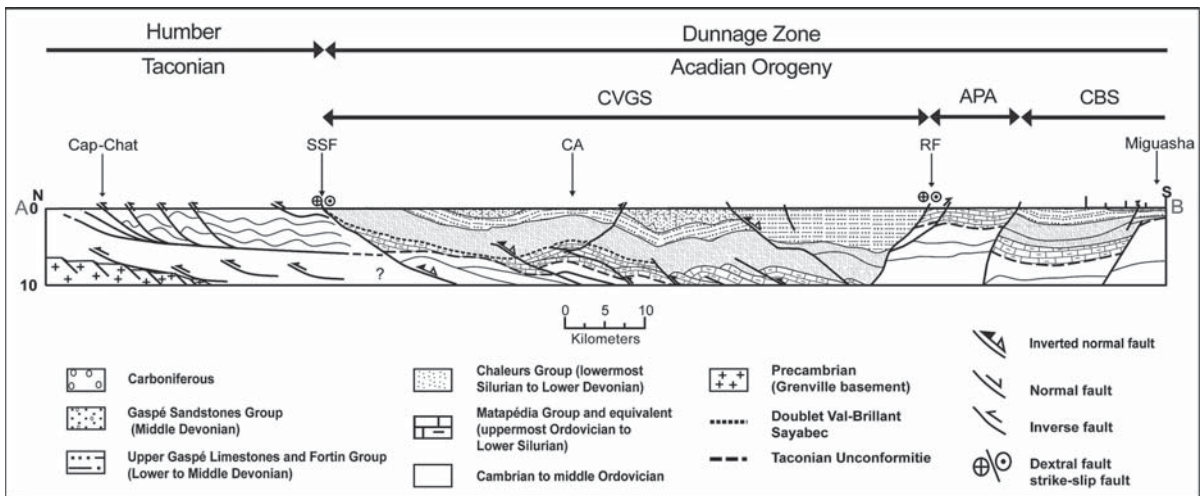 Humber
Dunnage Zone
Taconian
Acadian Orogeny
CVGS
APA
CBS
Cap-Chat
SSF
CA
RF
Miguasha
N
S
A
0
B
?
10
0 5 10
Kilometers
Carboniferous
Gaspé Sandstones Group
(Middle Devonian)
Upper Gaspé Limestones and Fortin Group
(Lower to Middle Devonian)
Chaleurs Group (lowermost
Silurian to Lower Devonian)
Matapédia Group and equivalent
(uppermost Ordovician to
Lower Silurian)
Cambrian to middle Ordovician
Precambrian
(Grenville basement)
Doublet Val-Brillant
Sayabec
Taconian Unconformitie
Inverted normal fault
Normal fault
Inverse fault
Dextral fault
strike-slip fault